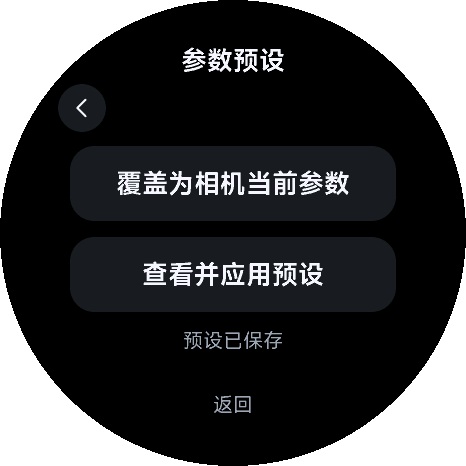 参数预设
覆盖为相机当前参数
查看并应用预设
预设已保存
返回